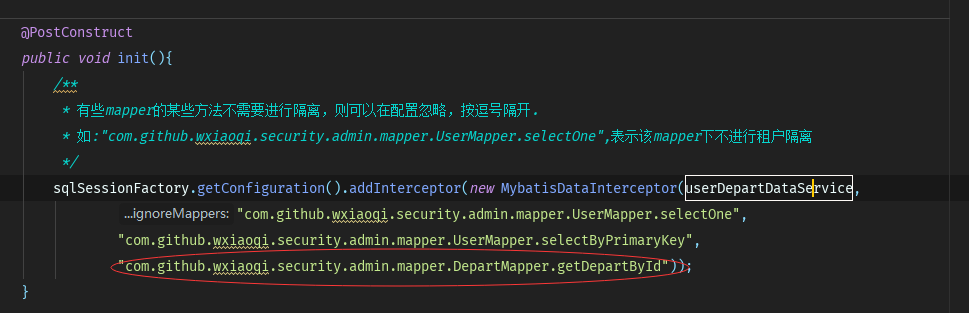 @PostConstruct
public void init(){
/**
* 有些mapper的某些方法不需要进行隔离，则可以在配置忽略，按逗号隔开.
* 如:"com.github.wxiaoqi.security.admin.mapper.UserMapper.selectOne",表示该mapper下不进行租户隔离
*/
sqlSessionFactory.getConfiguration().addInterceptor(new MybatisDataInterceptor(userDepartDataService,
...ignoreMappers: "com.github.wxiaoqi.security.admin.mapper.UserMapper.selectOne",
"com.github.wxiaoqi.security.admin.mapper.UserMapper.selectByPrimaryKey",
"com.github.wxiaoqi.security.admin.mapper.DepartMapper.getDepartById"));
}